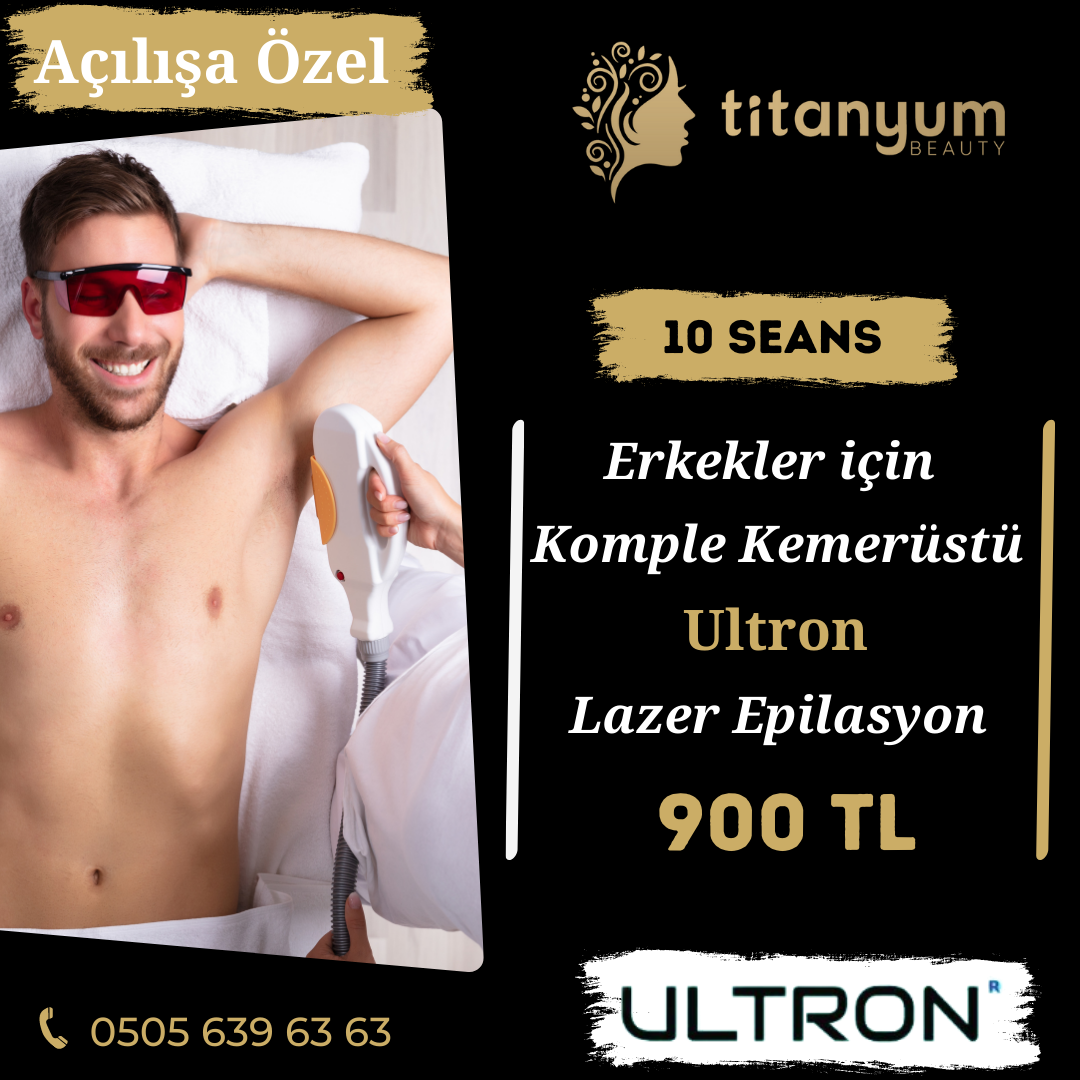 Açılışa Özel
titanyum
BEAUTY
10 SEANS
Erkekler için
Komple Kemerüstü
Ultron
Lazer Epilasyon
900 TL
0505 639 63 63
ULTRON R